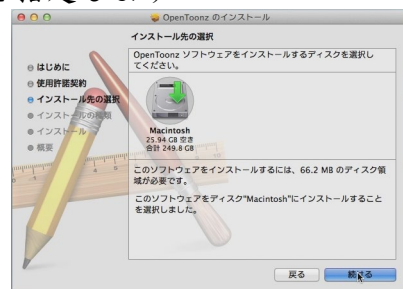 OpenToonz のインストール
インストール先の選択
はじめに
使用許諾契約
インストール先の選択
インストールの種類
インストール
概要
OpenToonz ソフトウェアをインストールするディスクを選択し
てください。
Macintosh
25.94 GB 空き
合計 249.8 GB
このソフトウェアをインストールするには、66.2 MB のディスク領
域が必要です。
このソフトウェアをディスク"Macintosh"にインストールすること
を選択しました。
戻る
続ける